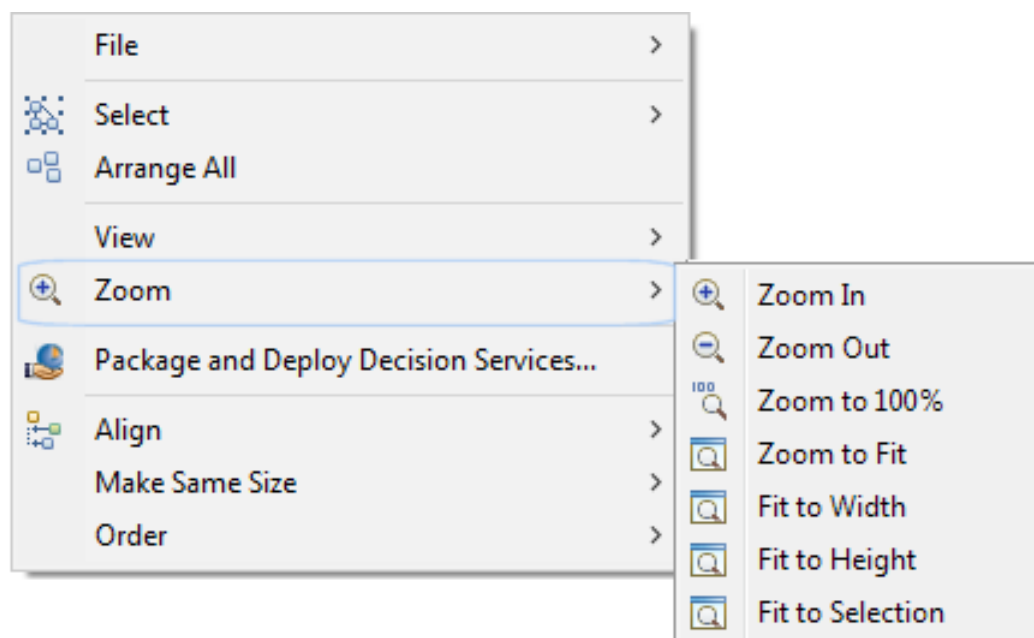 File
Select
Arrange All
View
Zoom
Package and Deploy Decision Services...
Align
Make Same Size
Order
Zoom In
Zoom Out
100
Zoom to 100%
Zoom to Fit
Fit to Width
Fit to Height
Fit to Selection